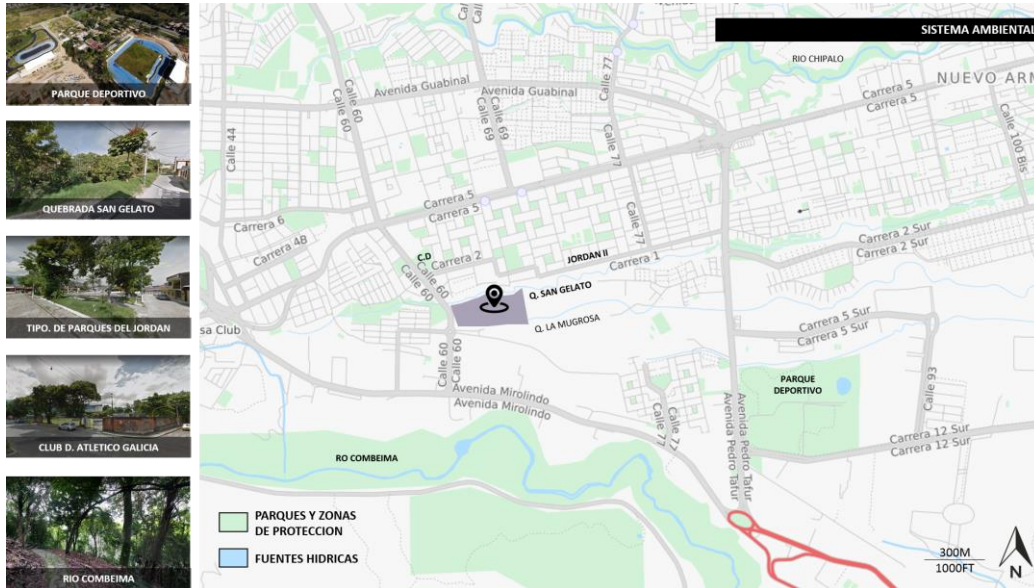 PARQUE DEPORTIVO
QUEBRADA SAN GELATO
TIPO. DE PARQUES DEL JORDAN
CLUB D. ATLETICO GALICIA
RIO COMBEIMA
SISTEMA AMBIENTAL
RIO CHIPALO
NUEVO ARM
Avenida Guabinal
Avenida Guabinal
Calle 60
Calle 60
Calle 69
Calle 69
Calle 77
Calle 77
Calle 44
Carrera 5
Carrera 5
Calle 100 Bis
Carrera 5
Carrera 5
Carrera 6
Carrera 4B
C.D
Carrera 2
Calle 60
Calle 60
JORDAN II
Carrera 1
Calle 77
Carrera 2 Sur
Carrera 2 Sur
Q. SAN GELATO
Q. LA MUGROSA
sa Club
Calle 60
Calle 60
Carrera 5 Sur
Carrera 5 Sur
Calle 93
PARQUE
DEPORTIVO
Avenida Mirolindo
Avenida Mirolindo
Calle 77
Calle 77
Avenida Pedro Tafur
Avenida Pedro Tafur
Carrera 12 Sur
Carrera 12 Sur
RO COMBEIMA
PARQUES Y ZONAS
DE PROTECCION
FUENTES HIDRICAS
300M
1000FT
N